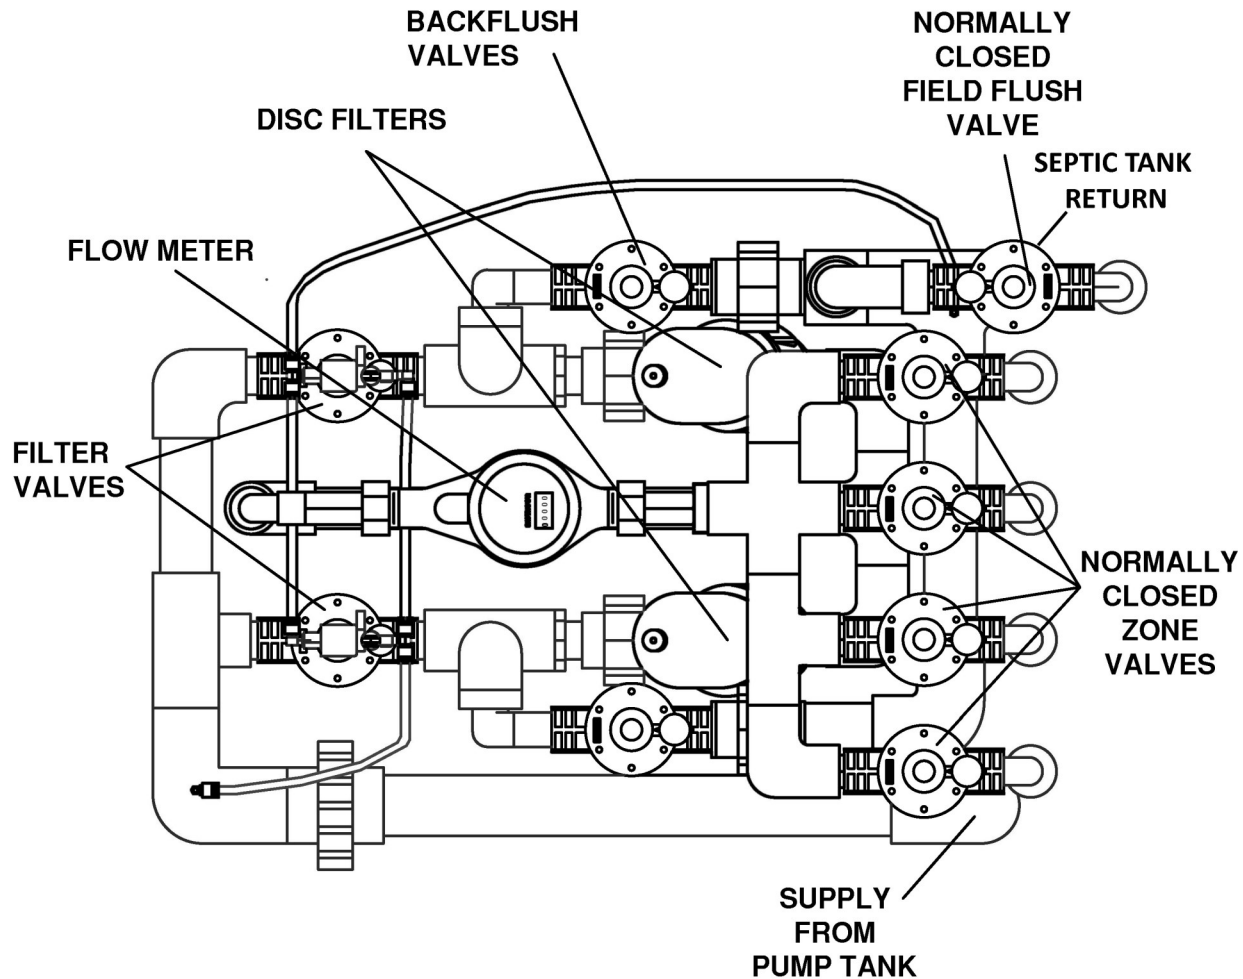 BACKFLUSH
VALVES
NORMALLY
CLOSED
FIELD FLUSH
VALVE
DISC FILTERS
SEPTIC TANK
RETURN
FLOW METER
FILTER
VALVES
NORMALLY
CLOSED
ZONE
VALVES
SUPPLY
FROM
PUMP TANK